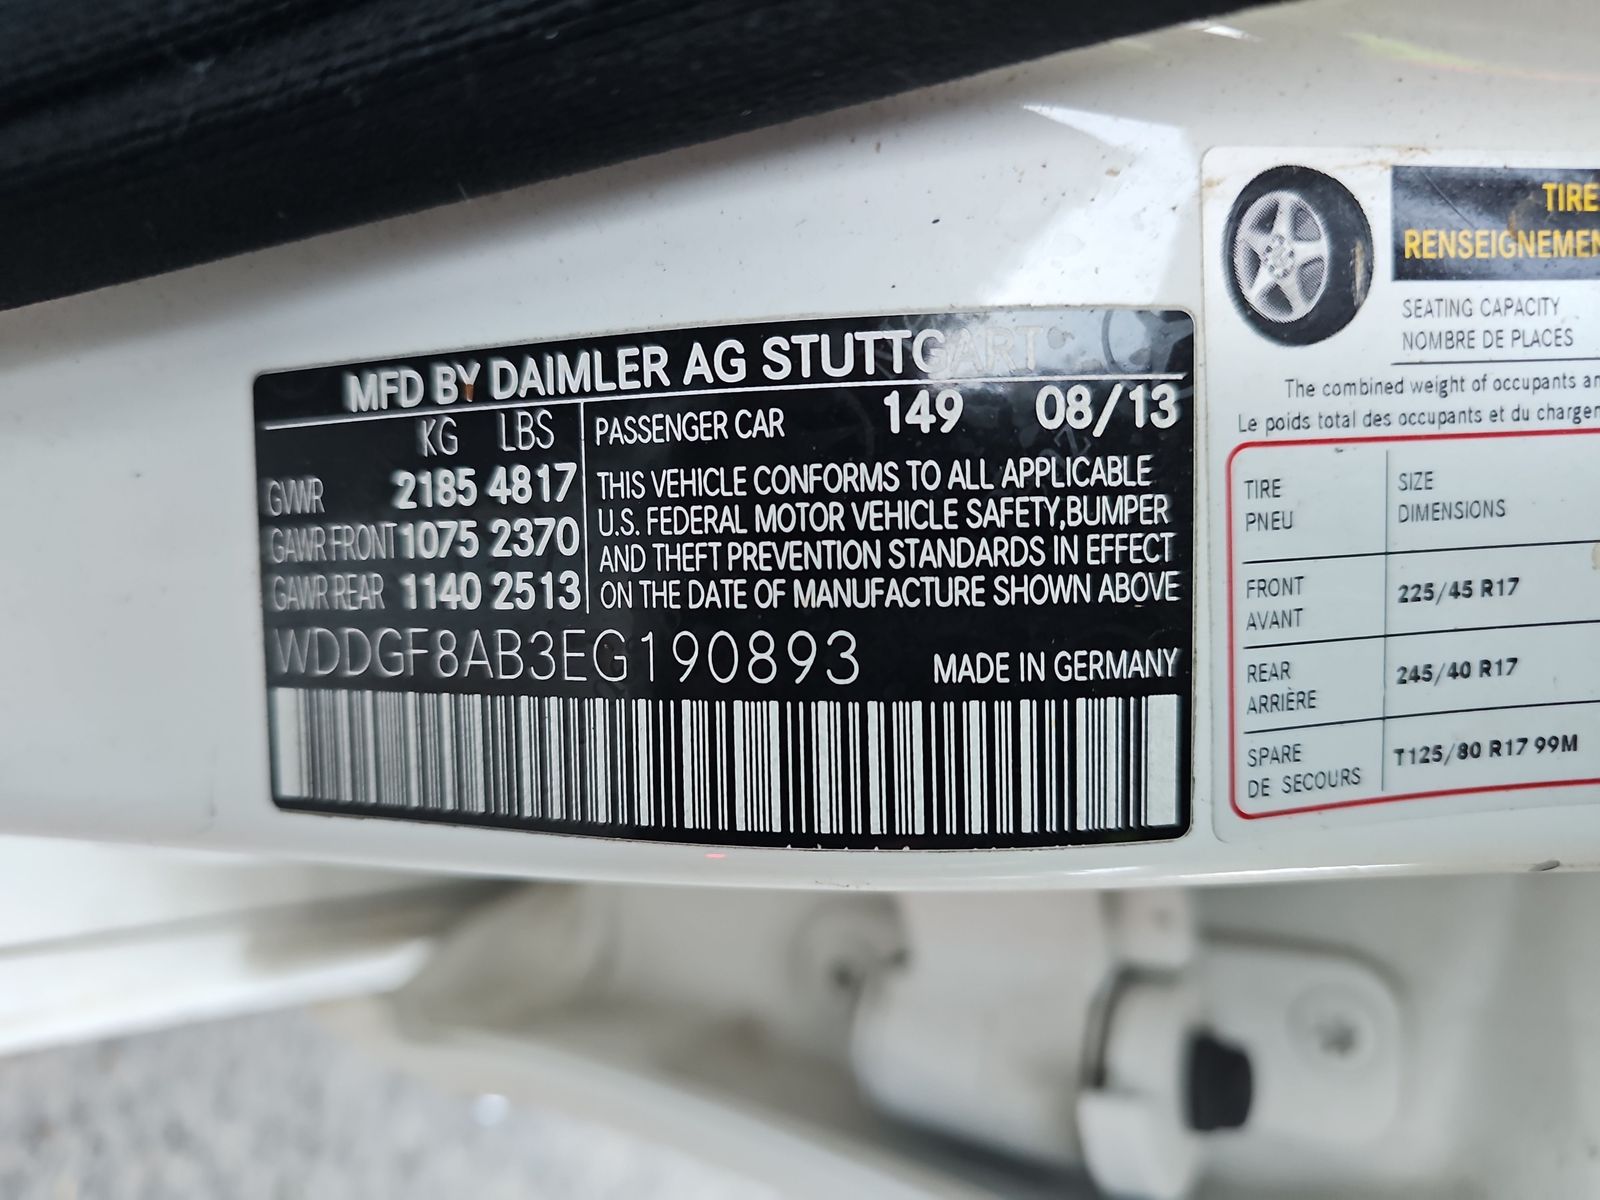 MFD BY DAIMLER AG STUTTGART
KG LBS
GVWR 2185 4817
GAWR FRONT 1075 2370
GAWR REAR 1140 2513
PASSENGER CAR 149 08/13
THIS VEHICLE CONFORMS TO ALL APPLICABLE
U.S. FEDERAL MOTOR VEHICLE SAFETY,BUMPER
AND THEFT PREVENTION STANDARDS IN EFFECT
ON THE DATE OF MANUFACTURE SHOWN ABOVE
WDDGF8AB3EG190893 MADE IN GERMANY
TIRE
RENSEIGNEMEN
SEATING CAPACITY
NOMBRE DE PLACES
The combined weight of occupants an
Le poids total des occupants et du charge
TIRE
PNEU
SIZE
DIMENSIONS
FRONT
AVANT
225/45 R17
REAR
ARRIÈRE
245/40 R17
SPARE
DE SECOURS
T125/80 R17 99M